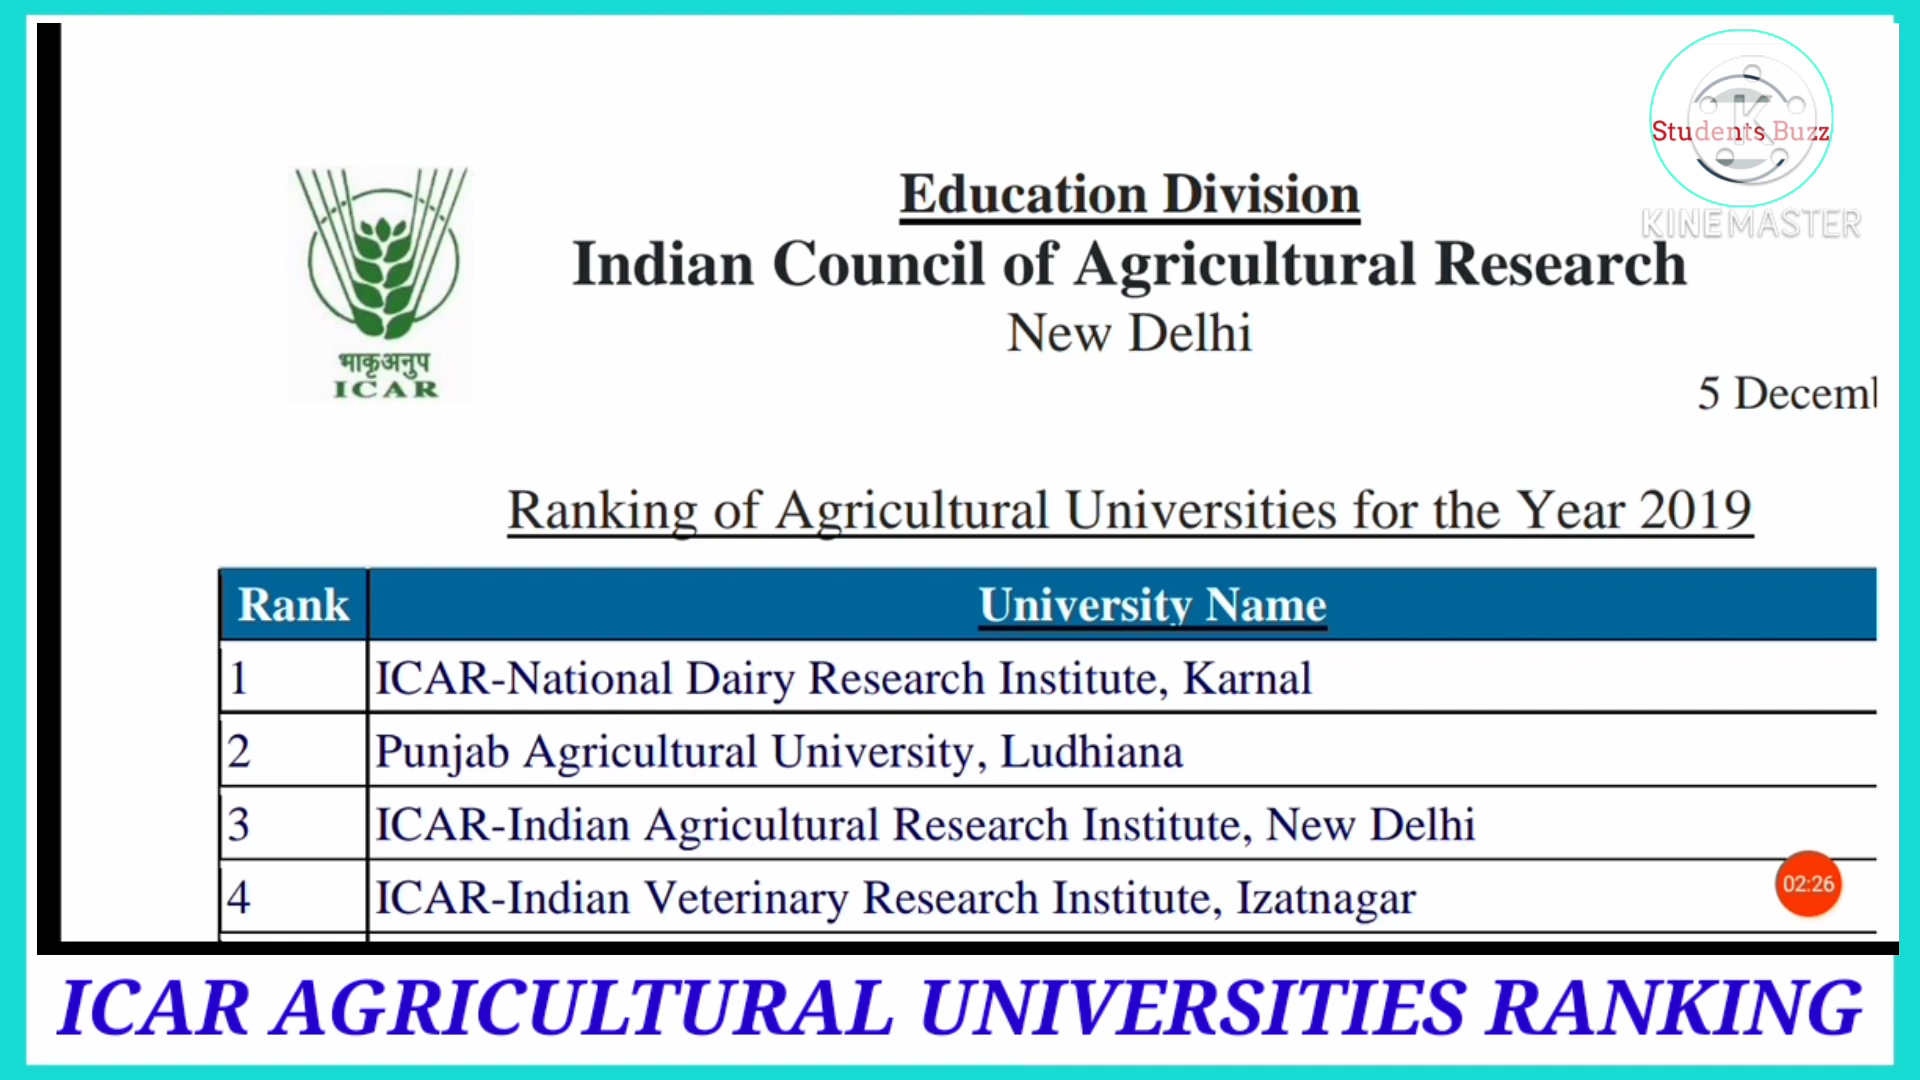 Students Buzz
KINEMASTER
Education Division
Indian Council of Agricultural Research
New Delhi
भाकृअनुप
ICAR
5
Ranking of Agricultural Universities for the Year 2019
Rank University Name
1 ICAR-National Dairy Research Institute, Karnal
2 Punjab Agricultural University, Ludhiana
3 ICAR-Indian Agricultural Research Institute, New Delhi
4 ICAR-Indian Veterinary Research Institute, Izatnagar
02:26
ICAR AGRICULTURAL UNIVERSITIES RANKING